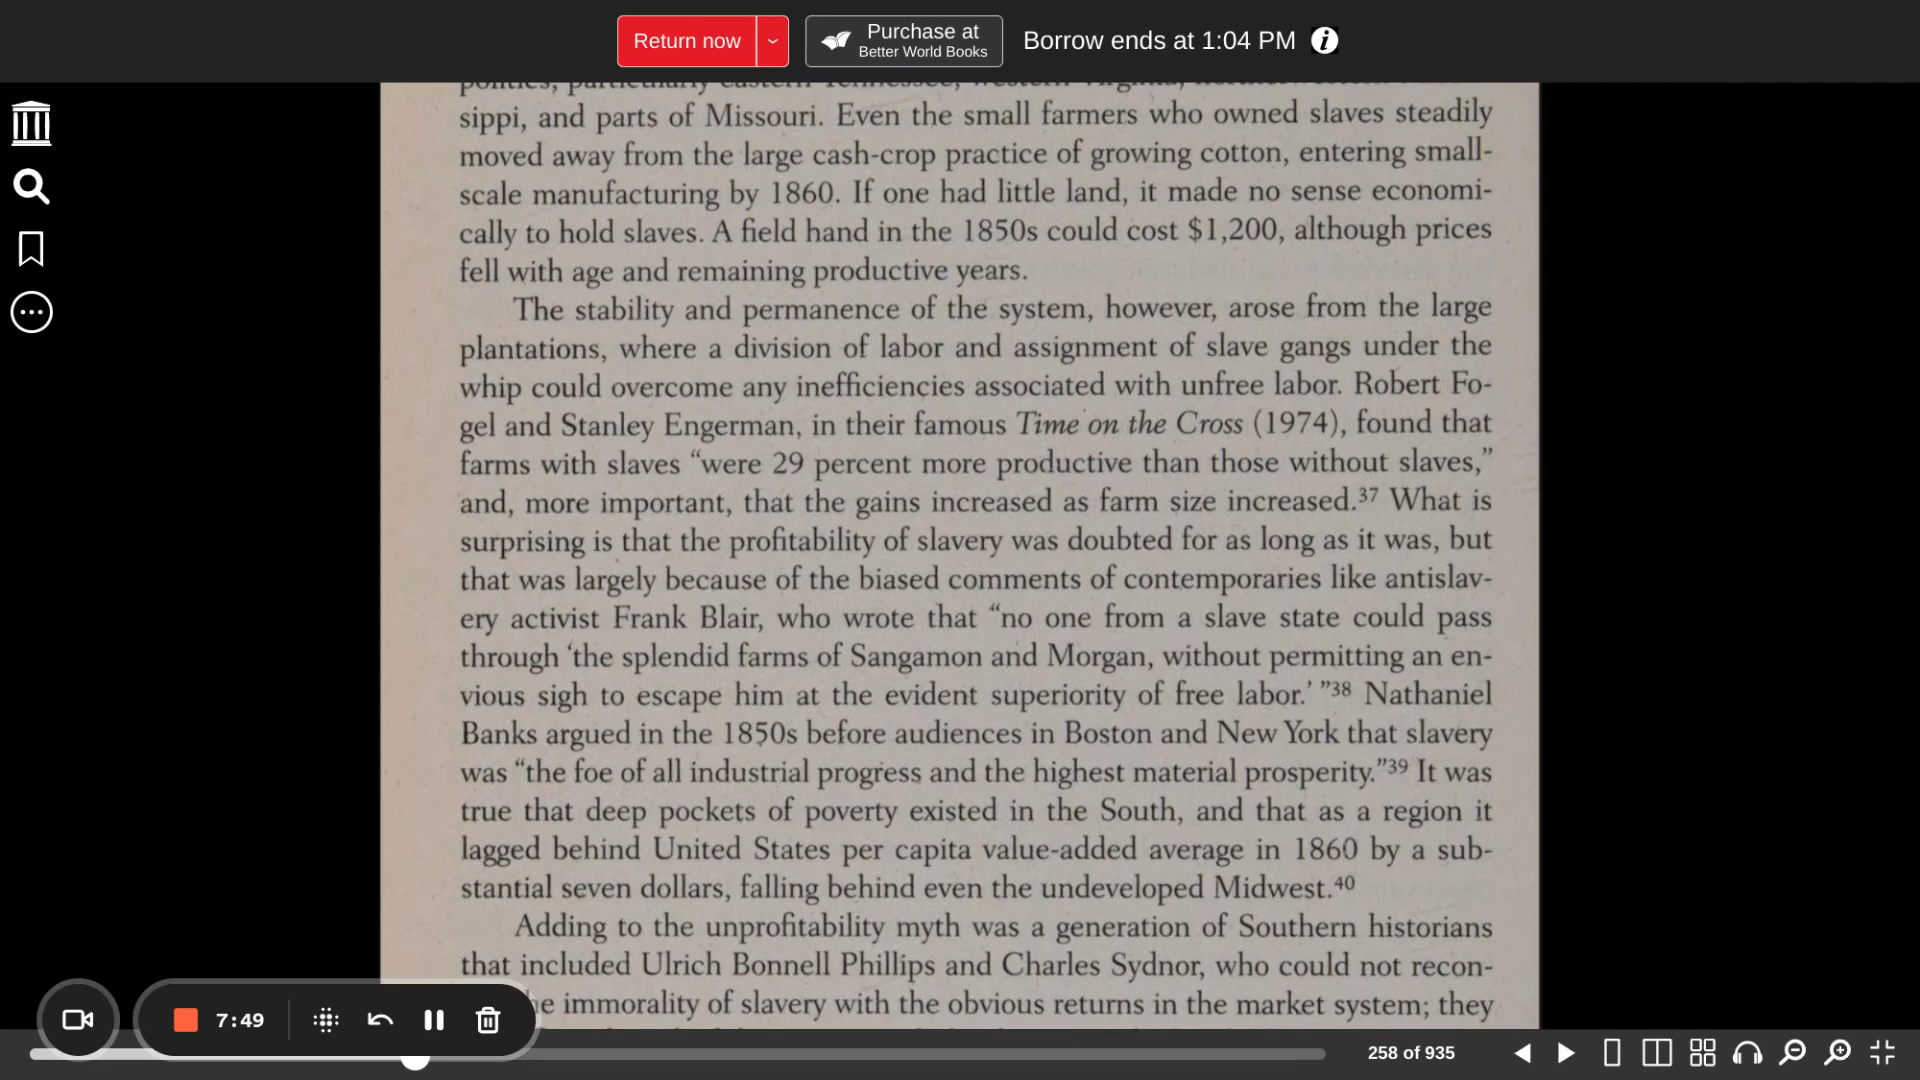 Return now
Purchase at
Better World Books
Borrow ends at 1:04 PM
politics, particularly eastern Tennessee, western Virginia,
sippi, and parts of Missouri. Even the small farmers who owned slaves steadily
moved away from the large cash-crop practice of growing cotton, entering small-
scale manufacturing by 1860. If one had little land, it made no sense economi-
cally to hold slaves. A field hand in the 1850s could cost $1,200, although prices
fell with age and remaining productive years.
The stability and permanence of the system, however, arose from the large
plantations, where a division of labor and assignment of slave gangs under the
whip could overcome any inefficiencies associated with unfree labor. Robert Fo-
gel and Stanley Engerman, in their famous Time on the Cross (1974), found that
farms with slaves “were 29 percent more productive than those without slaves,”
and, more important, that the gains increased as farm size increased.37 What is
surprising is that the profitability of slavery was doubted for as long as it was, but
that was largely because of the biased comments of contemporaries like antislav-
ery activist Frank Blair, who wrote that “no one from a slave state could pass
through ‘the splendid farms of Sangamon and Morgan, without permitting an en-
vious sigh to escape him at the evident superiority of free labor.’ ”38 Nathaniel
Banks argued in the 1850s before audiences in Boston and New York that slavery
was “the foe of all industrial progress and the highest material prosperity.”39 It was
true that deep pockets of poverty existed in the South, and that as a region it
lagged behind United States per capita value-added average in 1860 by a sub-
stantial seven dollars, falling behind even the undeveloped Midwest.40
Adding to the unprofitability myth was a generation of Southern historians
that included Ulrich Bonnell Phillips and Charles Sydnor, who could not recon-
he immorality of slavery with the obvious returns in the market system; they
7:49
258 of 935